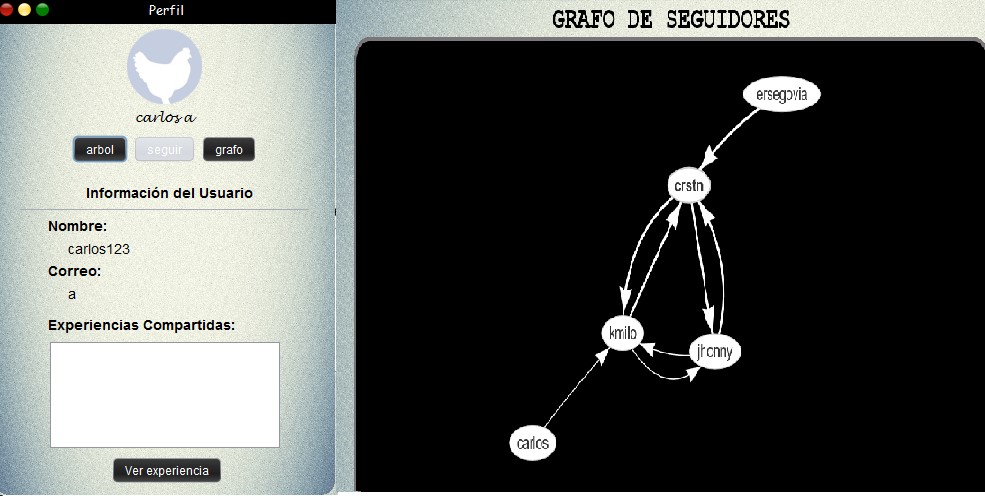 Perfil
carlos a
arbol
seguir
grafo
Información del Usuario
Nombre:
carlos123
Correo:
a
Experiencias Compartidas:
Ver experiencia
GRAFO DE SEGUIDORES
ersegovia
crstn
kmilo
jhonny
carlos